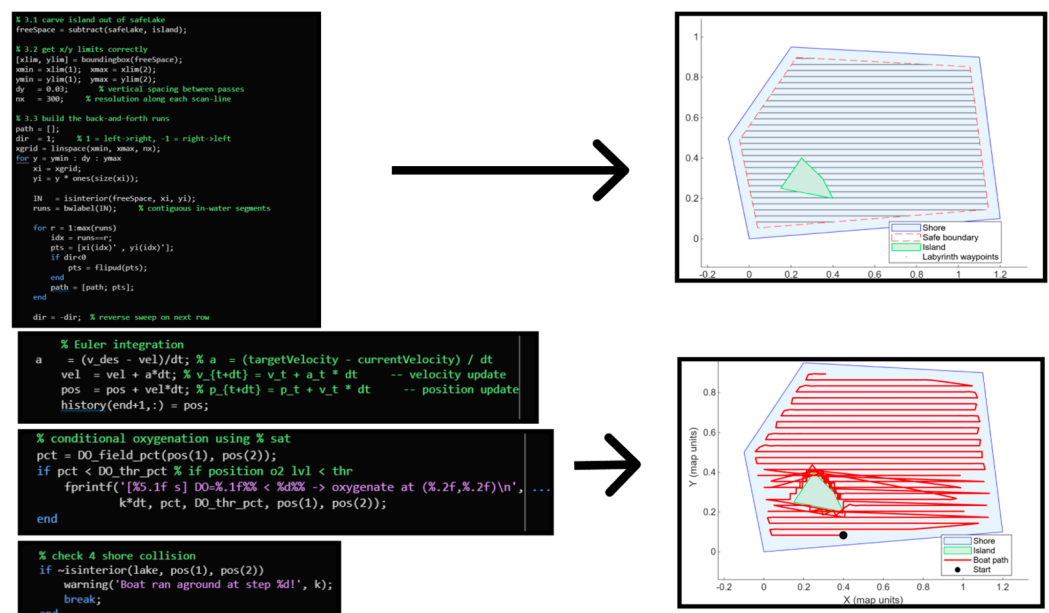 % 3.1 carve island out of safeLake
freeSpace = subtract(safeLake, island);
% 3.2 get x/y limits correctly
[xlim, ylim] = boundingbox(freeSpace);
xmin = xlim(1); xmax = xlim(2);
ymin = ylim(1); ymax = ylim(2);
dy = 0.03; % vertical spacing between passes
nx = 300; % resolution along each scan-line
% 3.3 build the back-and-forth runs
path = [];
dir = 1; % 1 = left->right, -1 = right->left
xgrid = linspace(xmin, xmax, nx);
for y = ymin : dy : ymax
xi = xgrid;
yi = y * ones(size(xi));
IN = isinterior(freeSpace, xi, yi);
runs = bwlabel(IN); % contiguous in-water segments
for r = 1:max(runs)
idx = runs==r;
pts = [xi(idx)' , yi(idx)'];
if dir<0
pts = flipud(pts);
end
path = [path; pts];
end
dir = -dir; % reverse sweep on next row
1
0.8
0.6
0.4
0.2
0
-0.2 0 0.2 0.4 0.6 0.8 1 1.2
Shore
Safe boundary
Island
Labyrinth waypoints
% Euler integration
a = (v_des - vel)/dt; % a = (targetVelocity - currentVelocity) / dt
vel = vel + a*dt; % v_{t+dt} = v_t + a_t * dt -- velocity update
pos = pos + vel*dt; % p_{t+dt} = p_t + v_t * dt -- position update
history(end+1,:) = pos;
% conditional oxygenation using % sat
pct = DO_field_pct(pos(1), pos(2));
if pct < DO_thr_pct % if position o2 lvl < thr
fprintf('[%5.1f s] DO=%.1f%% < %d%% -> oxygenate at (%.2f,%.2f)\n', ...
k*dt, pct, DO_thr_pct, pos(1), pos(2));
end
% check 4 shore collision
if ~isinterior(lake, pos(1), pos(2))
warning('Boat ran aground at step %d!', k);
break;
end
Y (map units)
0.8
0.6
0.4
0.2
0
-0.2 0 0.2 0.4 0.6 0.8 1 1.2
X (map units)
Shore
Island
Boat path
Start